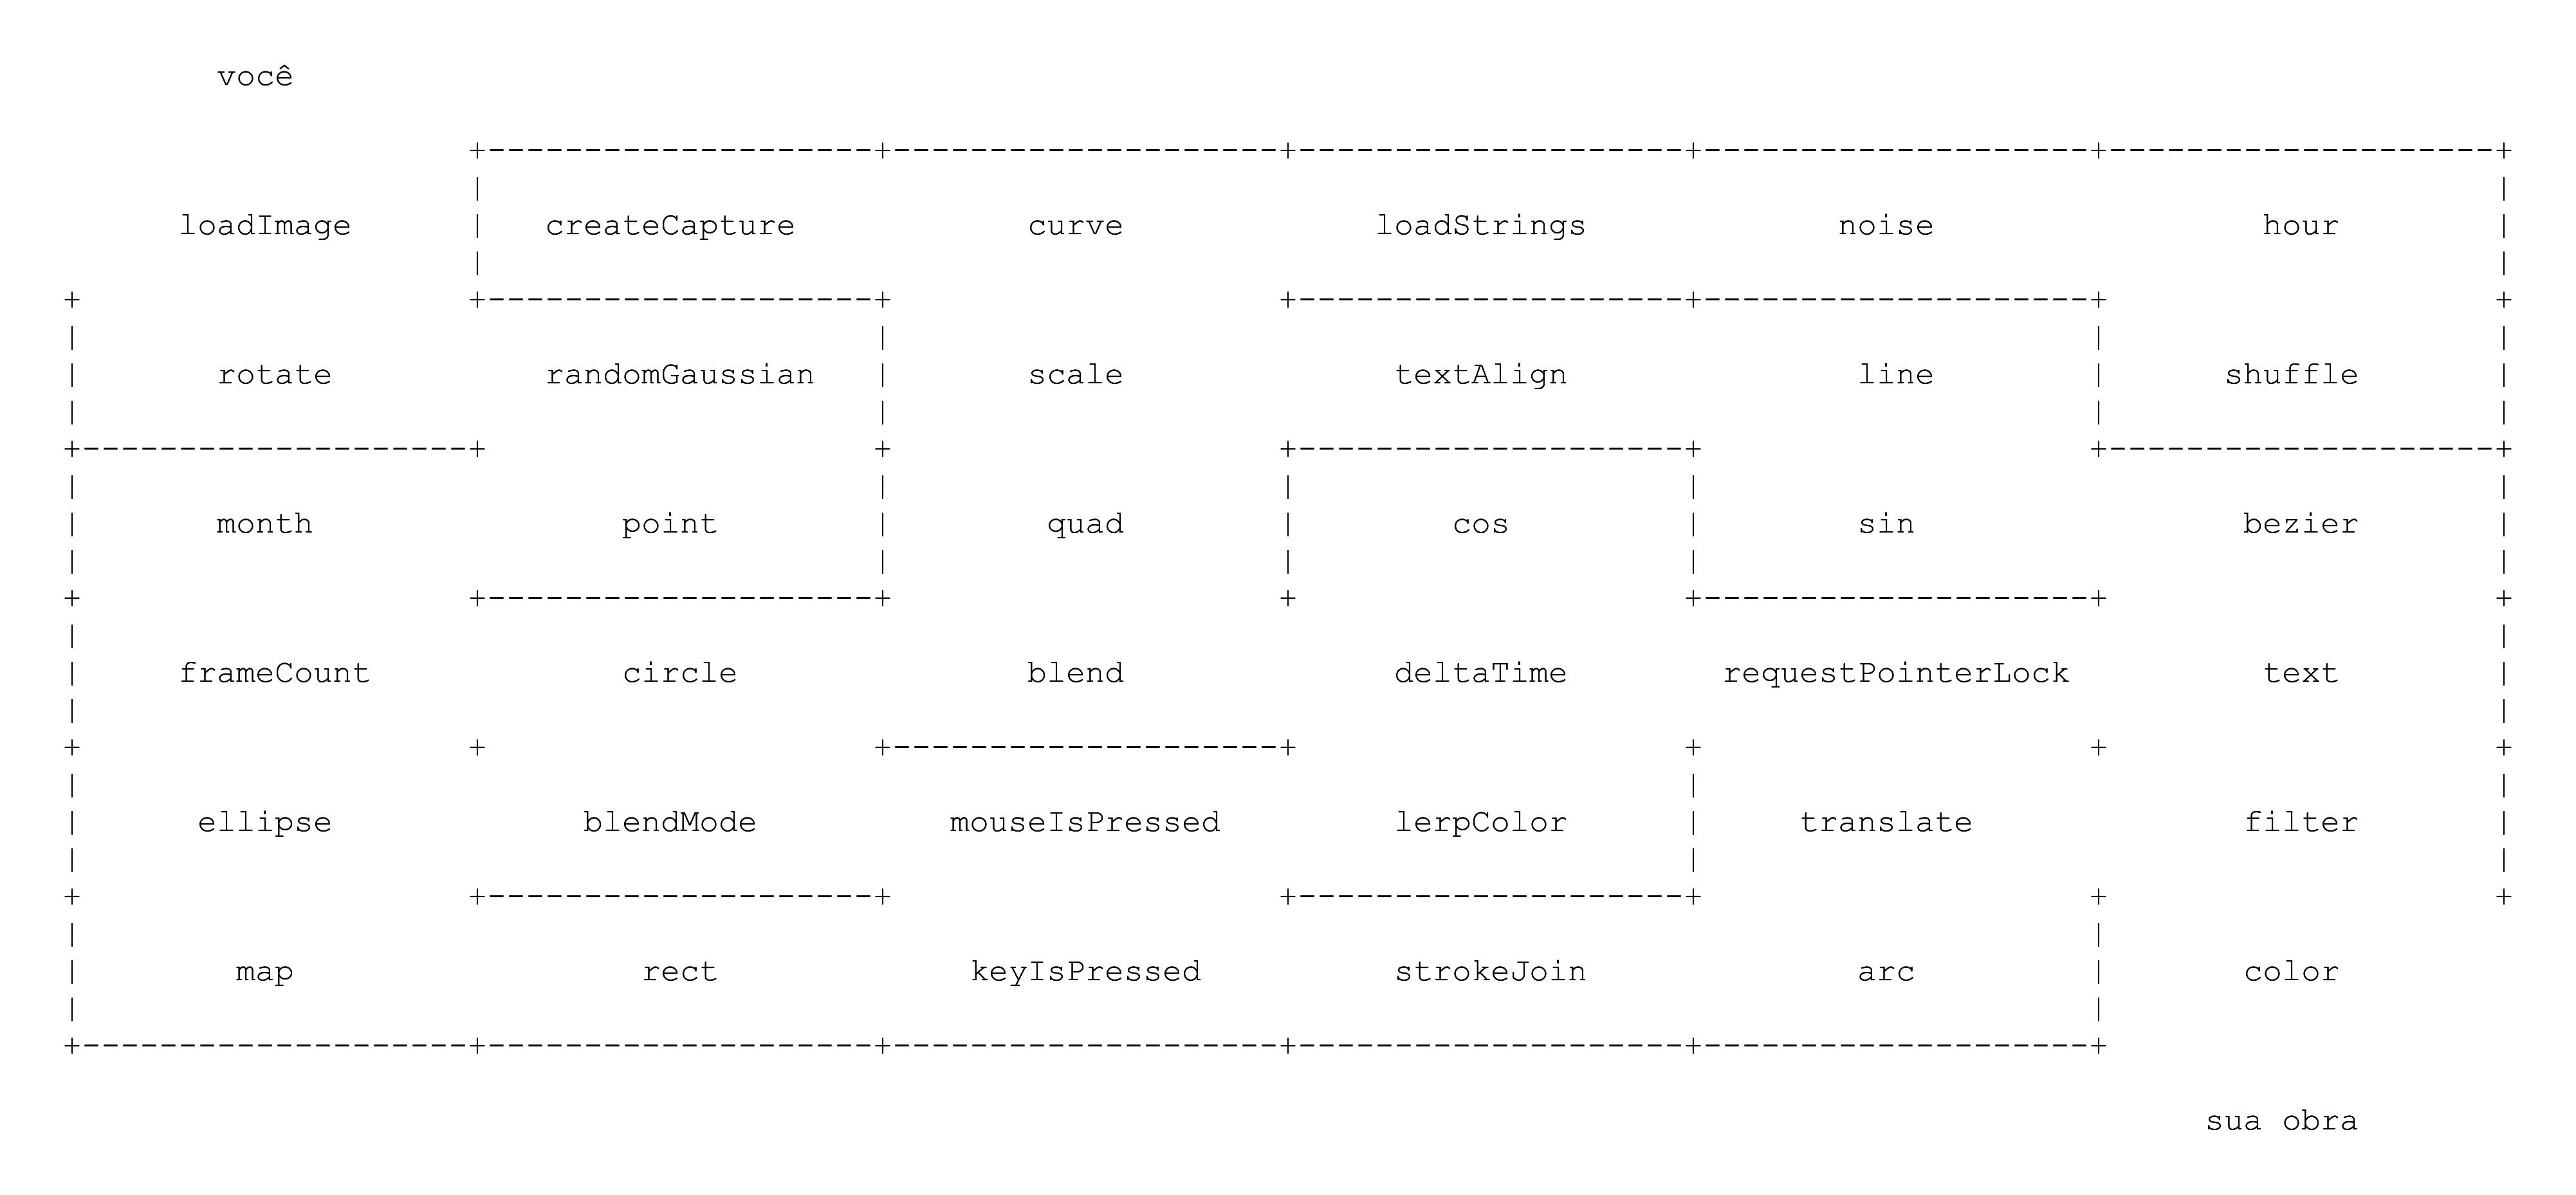 você
loadImage createCapture curve loadStrings noise hour
rotate randomGaussian scale textAlign line shuffle
month point quad cos sin bezier
frameCount circle blend deltaTime requestPointerLock text
ellipse blendMode mouseIsPressed lerpColor translate filter
map rect keyIsPressed strokeJoin arc color
sua obra